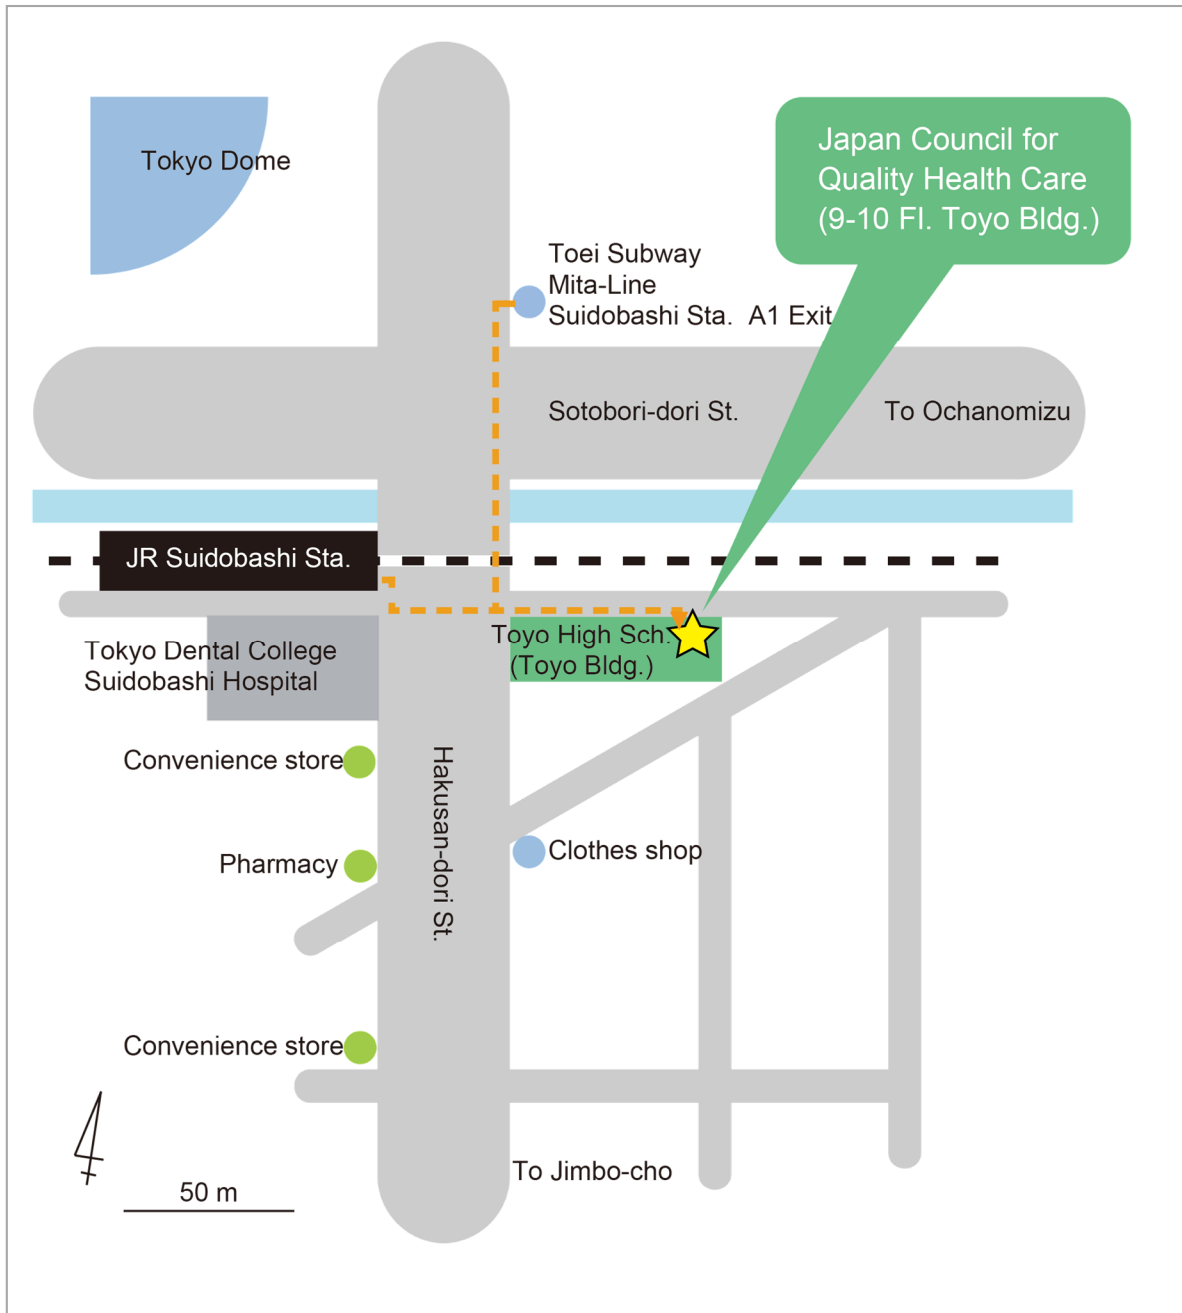 Tokyo Dome
Japan Council for
Quality Health Care
(9-10 Fl. Toyo Bldg.)
Toei Subway
Mita-Line
Suidobashi Sta.  A1 Exit
Sotobori-dori St.
To Ochanomizu
JR Suidobashi Sta.
Tokyo Dental College
Suidobashi Hospital
Toyo High Sch.
(Toyo Bldg.)
Convenience store
Hakusan-dori St.
Pharmacy
Clothes shop
Convenience store
To Jimbo-cho
50 m